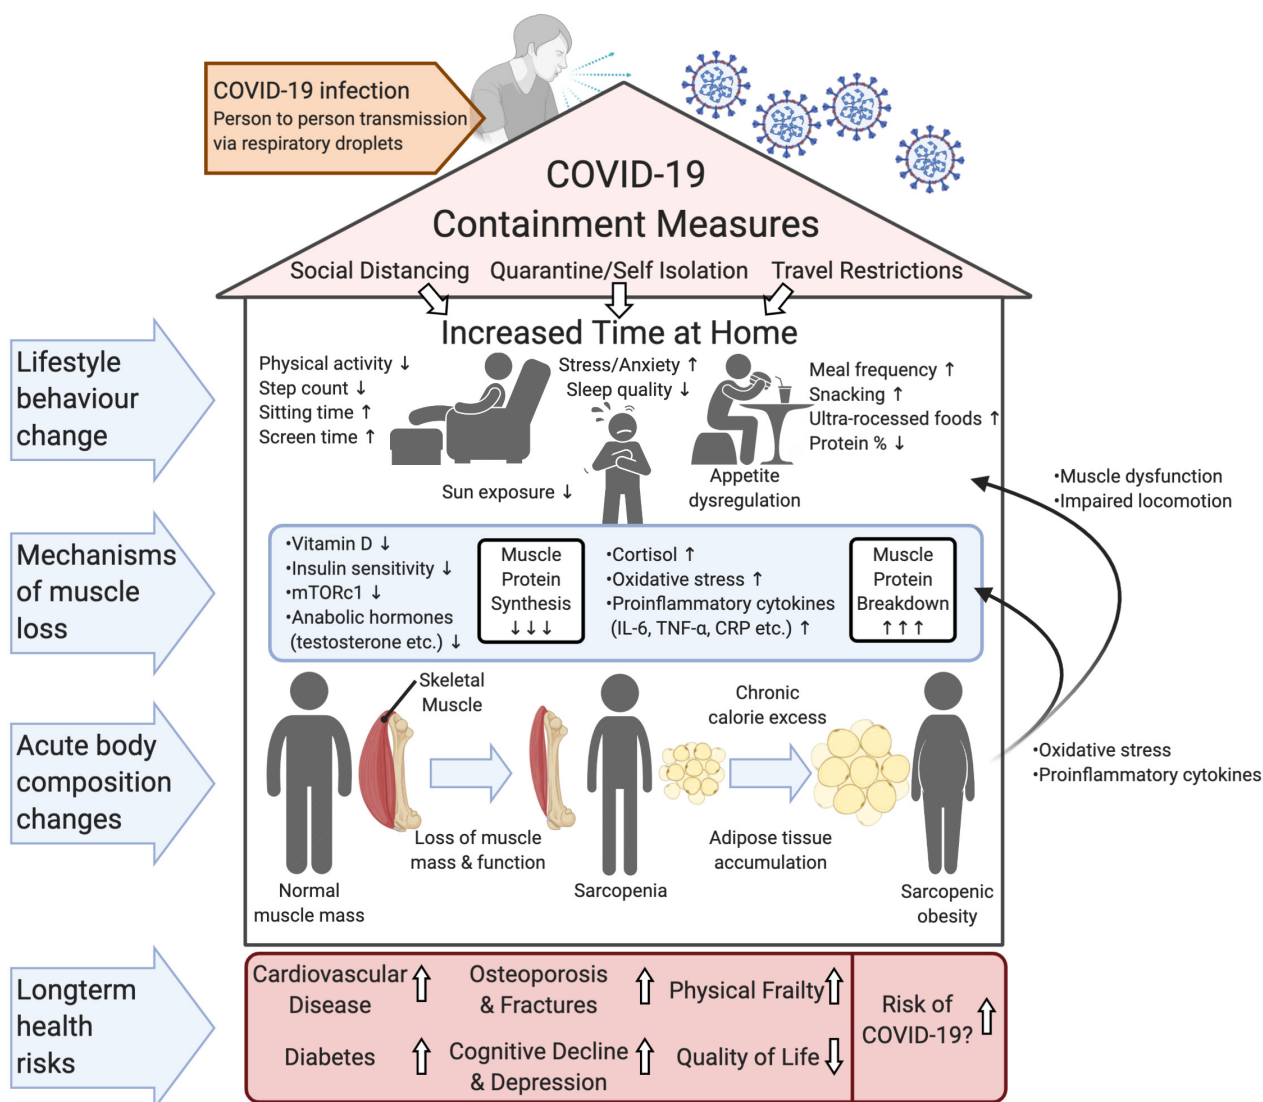 COVID-19 infection
Person to person transmission
via respiratory droplets
COVID-19
Containment Measures
Social Distancing
Quarantine/Self Isolation
Travel Restrictions
Increased Time at Home
Lifestyle
behaviour
change
Physical activity ↓
Step count ↓
Sitting time ↑
Screen time ↑
Sun exposure ↓
Stress/Anxiety ↑
Sleep quality ↓
Meal frequency ↑
Snacking ↑
Ultra-rocessed foods ↑
Protein % ↓
Appetite
dysregulation
•Muscle dysfunction
•Impaired locomotion
Mechanisms
of muscle
loss
•Vitamin D ↓
•Insulin sensitivity ↓
•mTORc1 ↓
•Anabolic hormones
(testosterone etc.) ↓
Muscle
Protein
Synthesis
↓↓↓
•Cortisol ↑
•Oxidative stress ↑
•Proinflammatory cytokines
(IL-6, TNF-α, CRP etc.) ↑
Muscle
Protein
Breakdown
↑↑↑
Acute body
composition
changes
Skeletal
Muscle
Loss of muscle
mass & function
Normal
muscle mass
Sarcopenia
Chronic
calorie excess
Adipose tissue
accumulation
Sarcopenic
obesity
•Oxidative stress
•Proinflammatory cytokines
Longterm
health
risks
Cardiovascular
Disease
Osteoporosis
& Fractures
Physical Frailty
Diabetes
Cognitive Decline
& Depression
Quality of Life
Risk of
COVID-19?